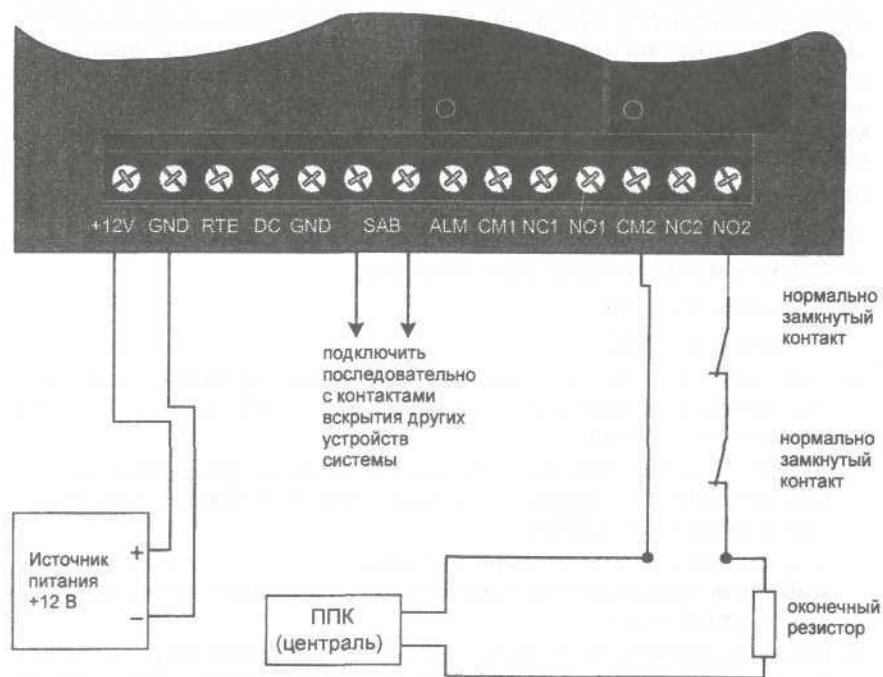 +12V GND RTE DC GND SAB ALM CM1 NC1 NO1 CM2 NC2 NO2
нормально
замкнутый
контакт
подключить
последовательно
с контактами
вскрытия других
устройств
системы
нормально
замкнутый
контакт
Источник
питания
+12 В
+
−
ППК
(централь)
оконечный
резистор